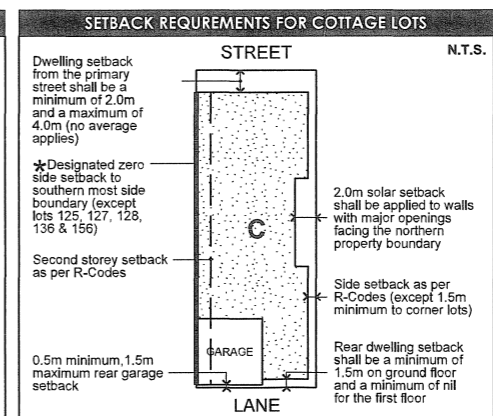 SETBACK REQUREMENTS FOR COTTAGE LOTS
STREET
N.T.S.
Dwelling setback
from the primary
street shall be a
minimum of 2.0m
and a maximum of
4.0m (no average
applies)
★Designated zero
side setback to
southern most side
boundary (except
lots 125, 127, 128,
136 & 156)
Second storey setback
as per R-Codes
0.5m minimum,1.5m
maximum rear garage
setback
C
GARAGE
2.0m solar setback
shall be applied to walls
with major openings
facing the northern
property boundary
Side setback as per
R-Codes (except 1.5m
minimum to corner lots)
Rear dwelling setback
shall be a minimum of
1.5m on ground floor
and a minimum of nil
for the first floor
LANE